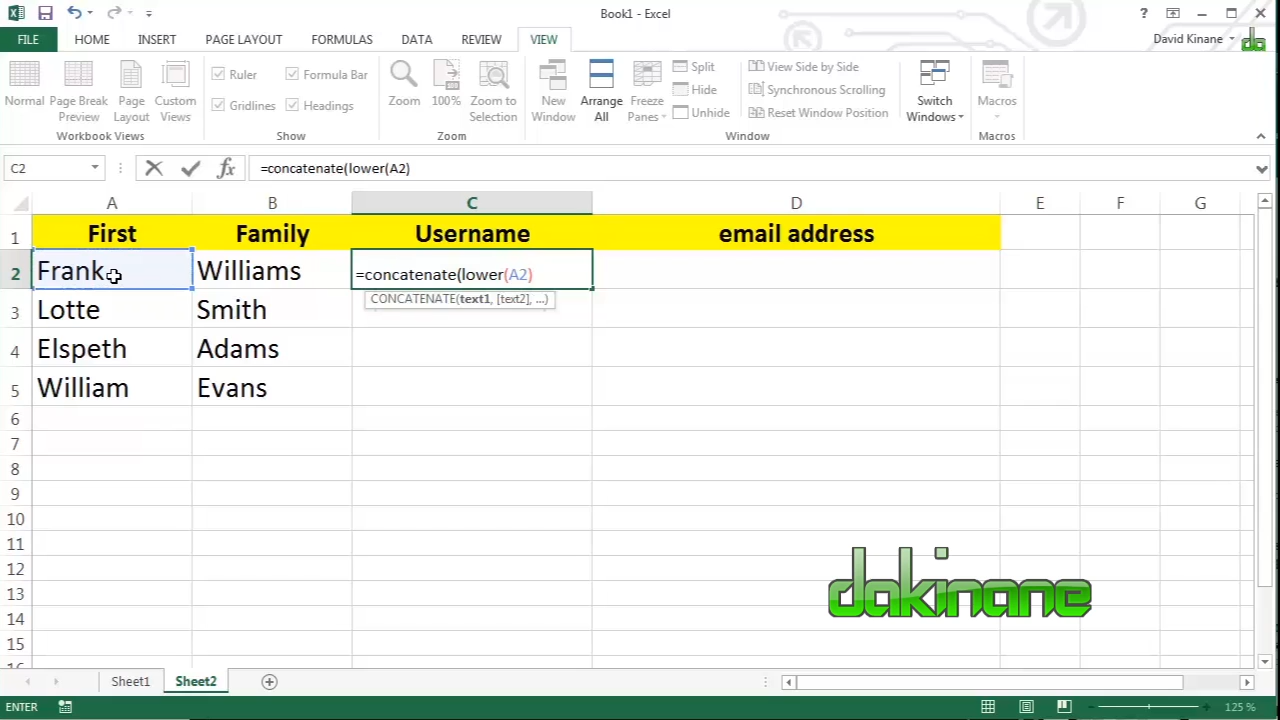 Book1 - Excel
?
FILE HOME INSERT PAGE LAYOUT FORMULAS DATA REVIEW VIEW David Kinane
Normal Page Break Preview Page Layout Custom Views
Workbook Views
Ruler Formula Bar
Gridlines Headings
Show
Zoom 100% Zoom to Selection
Zoom
New Window Arrange All Freeze Panes
Split
Hide
Unhide
View Side by Side
Synchronous Scrolling
Reset Window Position
Window
Switch Windows
Macros
Macros
C2 fx =concatenate(lower(A2)
A B C D E F G
1 First Family Username email address
2 Frank Williams =concatenate(lower(A2)
CONCATENATE(text1, [text2], ...)
3 Lotte Smith
4 Elspeth Adams
5 William Evans
6
7
8
9
10
11
12
13
14
15
16
dakinane
Sheet1 Sheet2
ENTER 125 %